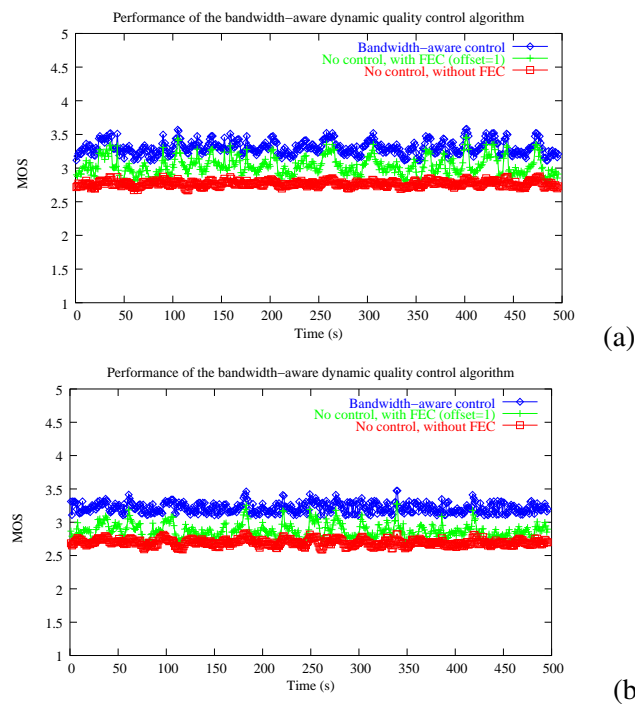 Performance of the bandwidth−aware dynamic quality control algorithm
5
Bandwidth−aware control
No control, with FEC (offset=1)
No control, without FEC
4.5
4
3.5
3
2.5
2
1.5
1
MOS
0 50 100 150 200 250 300 350 400 450 500
Time (s)
(a)
Performance of the bandwidth−aware dynamic quality control algorithm
5
Bandwidth−aware control
No control, with FEC (offset=1)
No control, without FEC
4.5
4
3.5
3
2.5
2
1.5
1
MOS
0 50 100 150 200 250 300 350 400 450 500
Time (s)
(b